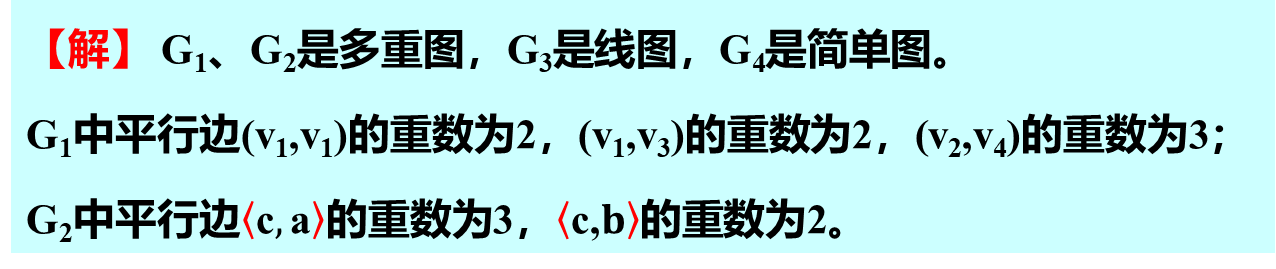 【解】 G₁、G₂是多重图，G₃是线图，G₄是简单图。
G₁中平行边(v₁,v₁)的重数为2，(v₁,v₃)的重数为2，(v₂,v₄)的重数为3；
G₂中平行边⟨c,a⟩的重数为3，⟨c,b⟩的重数为2。